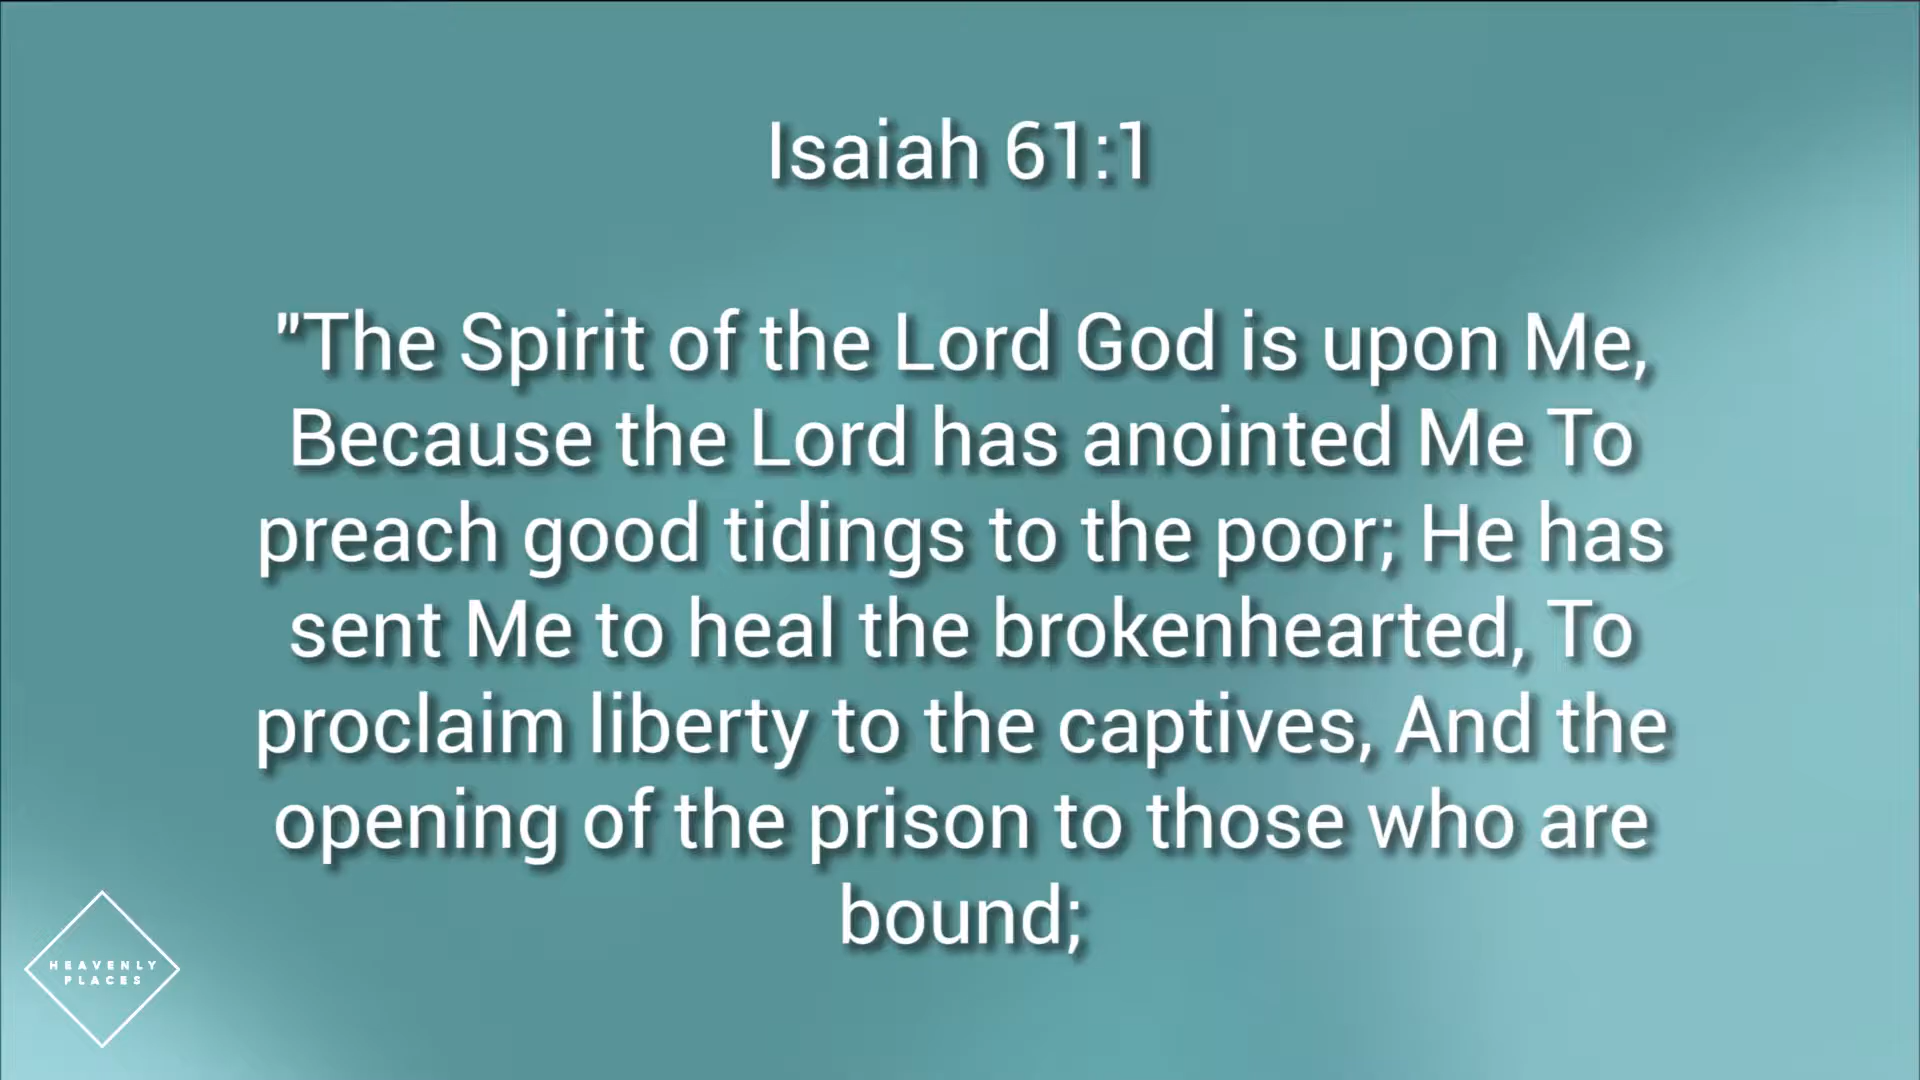 Isaiah 61:1
"The Spirit of the Lord God is upon Me,
Because the Lord has anointed Me To
preach good tidings to the poor; He has
sent Me to heal the brokenhearted, To
proclaim liberty to the captives, And the
opening of the prison to those who are
bound;
HEAVENLY
PLACES